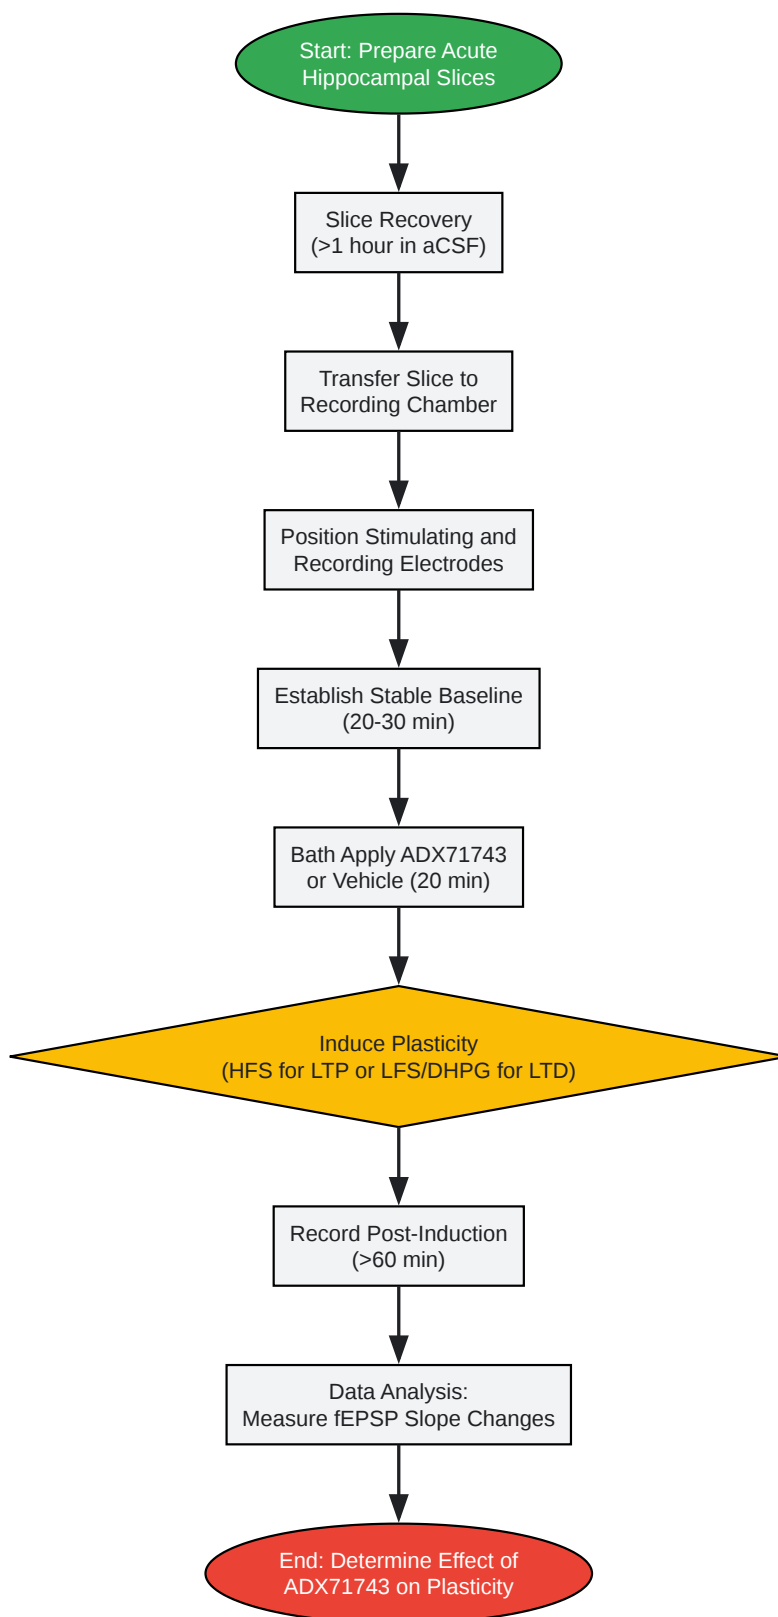 Start: Prepare Acute
Hippocampal Slices
Slice Recovery
(>1 hour in aCSF)
Transfer Slice to
Recording Chamber
Position Stimulating and
Recording Electrodes
Establish Stable Baseline
(20-30 min)
Bath Apply ADX71743
or Vehicle (20 min)
Induce Plasticity
(HFS for LTP or LFS/DHPG for LTD)
Record Post-Induction
(>60 min)
Data Analysis:
Measure fEPSP Slope Changes
End: Determine Effect of
ADX71743 on Plasticity